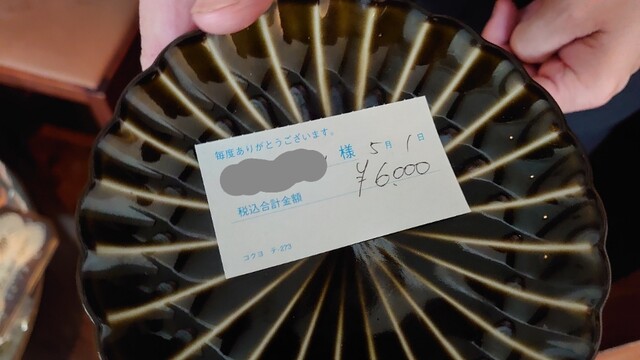 毎度ありがとうございます。
様 5月1日
税込合計金額 ¥6,000
コクヨ テ-273